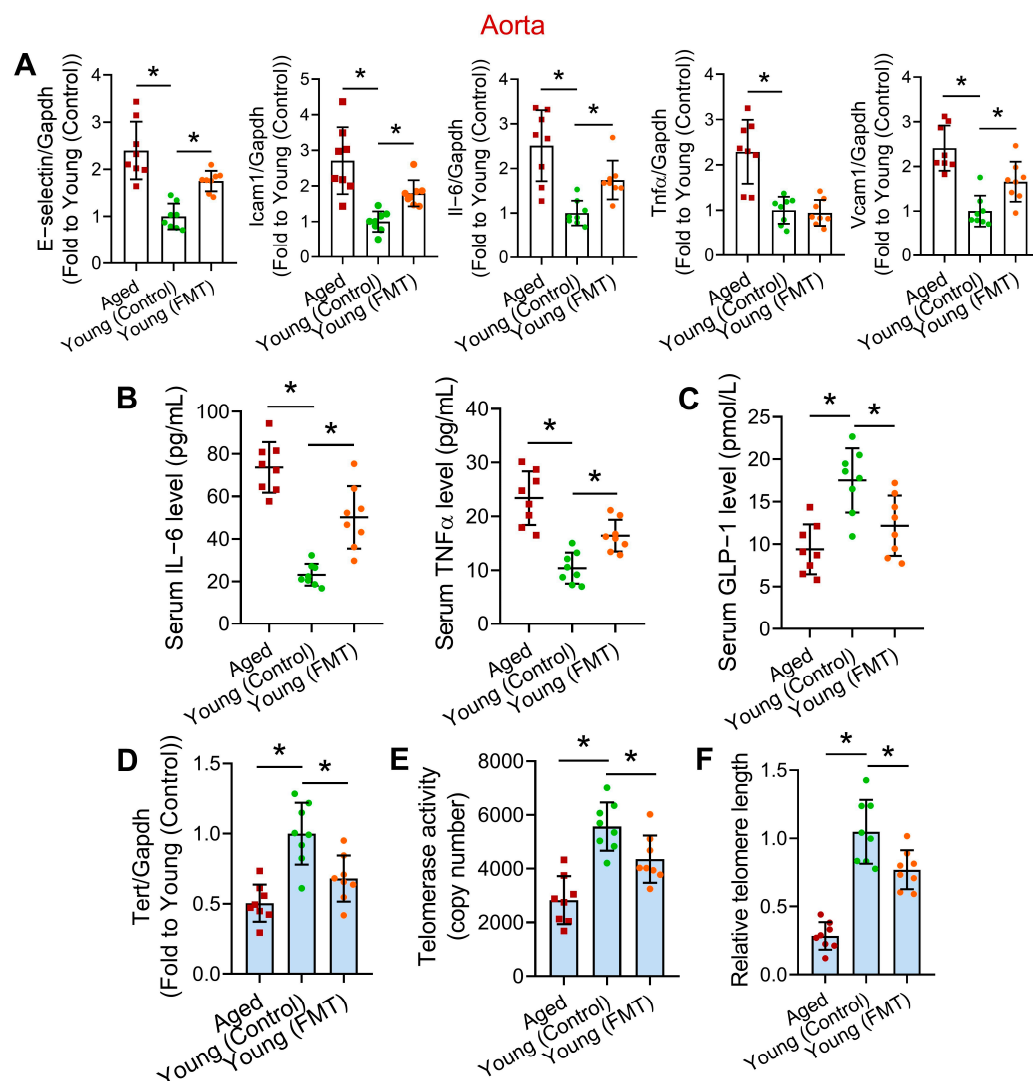 Aorta
A
E-selectin/Gapdh
(Fold to Young (Control))
4
3
2
1
0
*
*
Aged
Young (Control)
Young (FMT)
Icam1/Gapdh
(Fold to Young (Control))
5
4
3
2
1
0
*
*
Aged
Young (Control)
Young (FMT)
Il-6/Gapdh
(Fold to Young (Control))
4
3
2
1
0
*
*
Aged
Young (Control)
Young (FMT)
Tnfα/Gapdh
(Fold to Young (Control))
4
3
2
1
0
*
Aged
Young (Control)
Young (FMT)
Vcam1/Gapdh
(Fold to Young (Control))
4
3
2
1
0
*
*
Aged
Young (Control)
Young (FMT)
B
Serum IL−6 level (pg/mL)
100
80
60
40
20
0
*
*
Aged
Young (Control)
Young (FMT)
Serum TNFα level (pg/mL)
40
30
20
10
0
*
*
Aged
Young (Control)
Young (FMT)
C
Serum GLP−1 level (pmol/L)
25
20
15
10
5
0
*
*
Aged
Young (Control)
Young (FMT)
D
Tert/Gapdh
(Fold to Young (Control))
1.5
1.0
0.5
0.0
*
*
Aged
Young (Control)
Young (FMT)
E
Telomerase activity
(copy number)
8000
6000
4000
2000
0
*
*
Aged
Young (Control)
Young (FMT)
F
Relative telomere length
1.5
1.0
0.5
0.0
*
*
Aged
Young (Control)
Young (FMT)